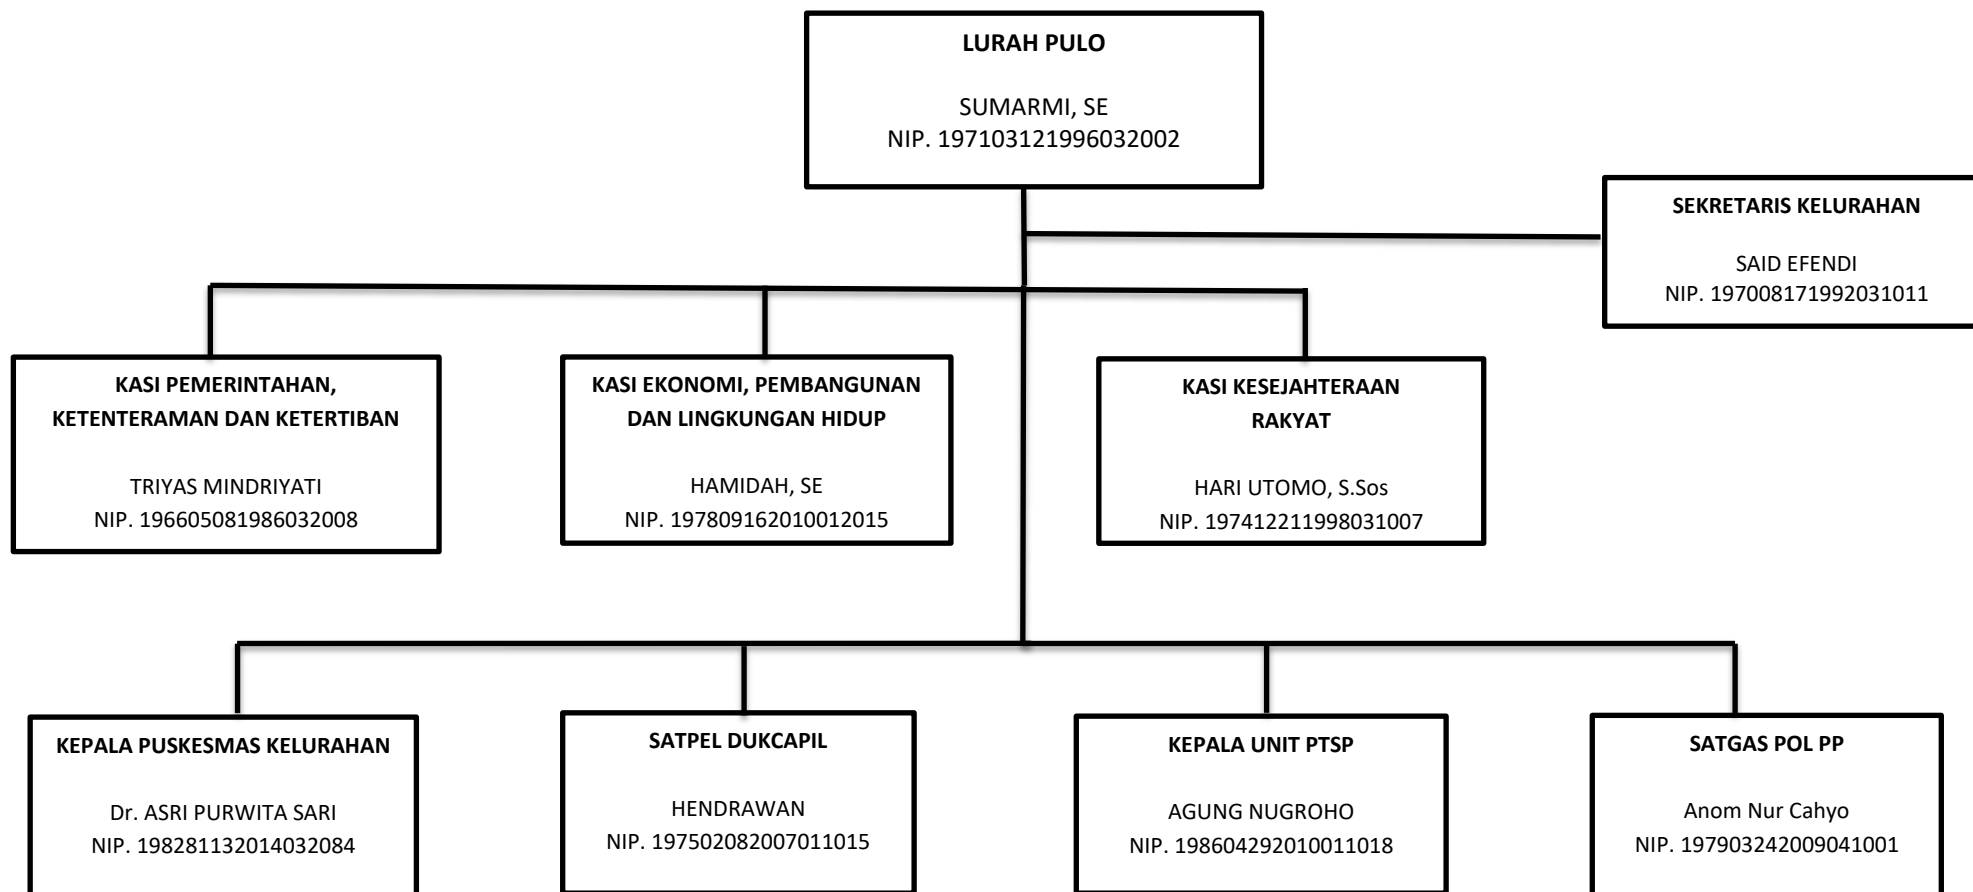 LURAH PULO
SUMARMI, SE
NIP. 197103121996032002
SEKRETARIS KELURAHAN
SAID EFENDI
NIP. 197008171992031011
KASI PEMERINTAHAN,
KETENTERAMAN DAN KETERTIBAN
TRIYAS MINDRIYATI
NIP. 196605081986032008
KASI EKONOMI, PEMBANGUNAN
DAN LINGKUNGAN HIDUP
HAMIDAH, SE
NIP. 197809162010012015
KASI KESEJAHTERAAN
RAKYAT
HARI UTOMO, S.Sos
NIP. 197412211998031007
KEPALA PUSKESMAS KELURAHAN
Dr. ASRI PURWITA SARI
NIP. 198281132014032084
SATPEL DUKCAPIL
HENDRAWAN
NIP. 197502082007011015
KEPALA UNIT PTSP
AGUNG NUGROHO
NIP. 198604292010011018
SATGAS POL PP
Anom Nur Cahyo
NIP. 197903242009041001